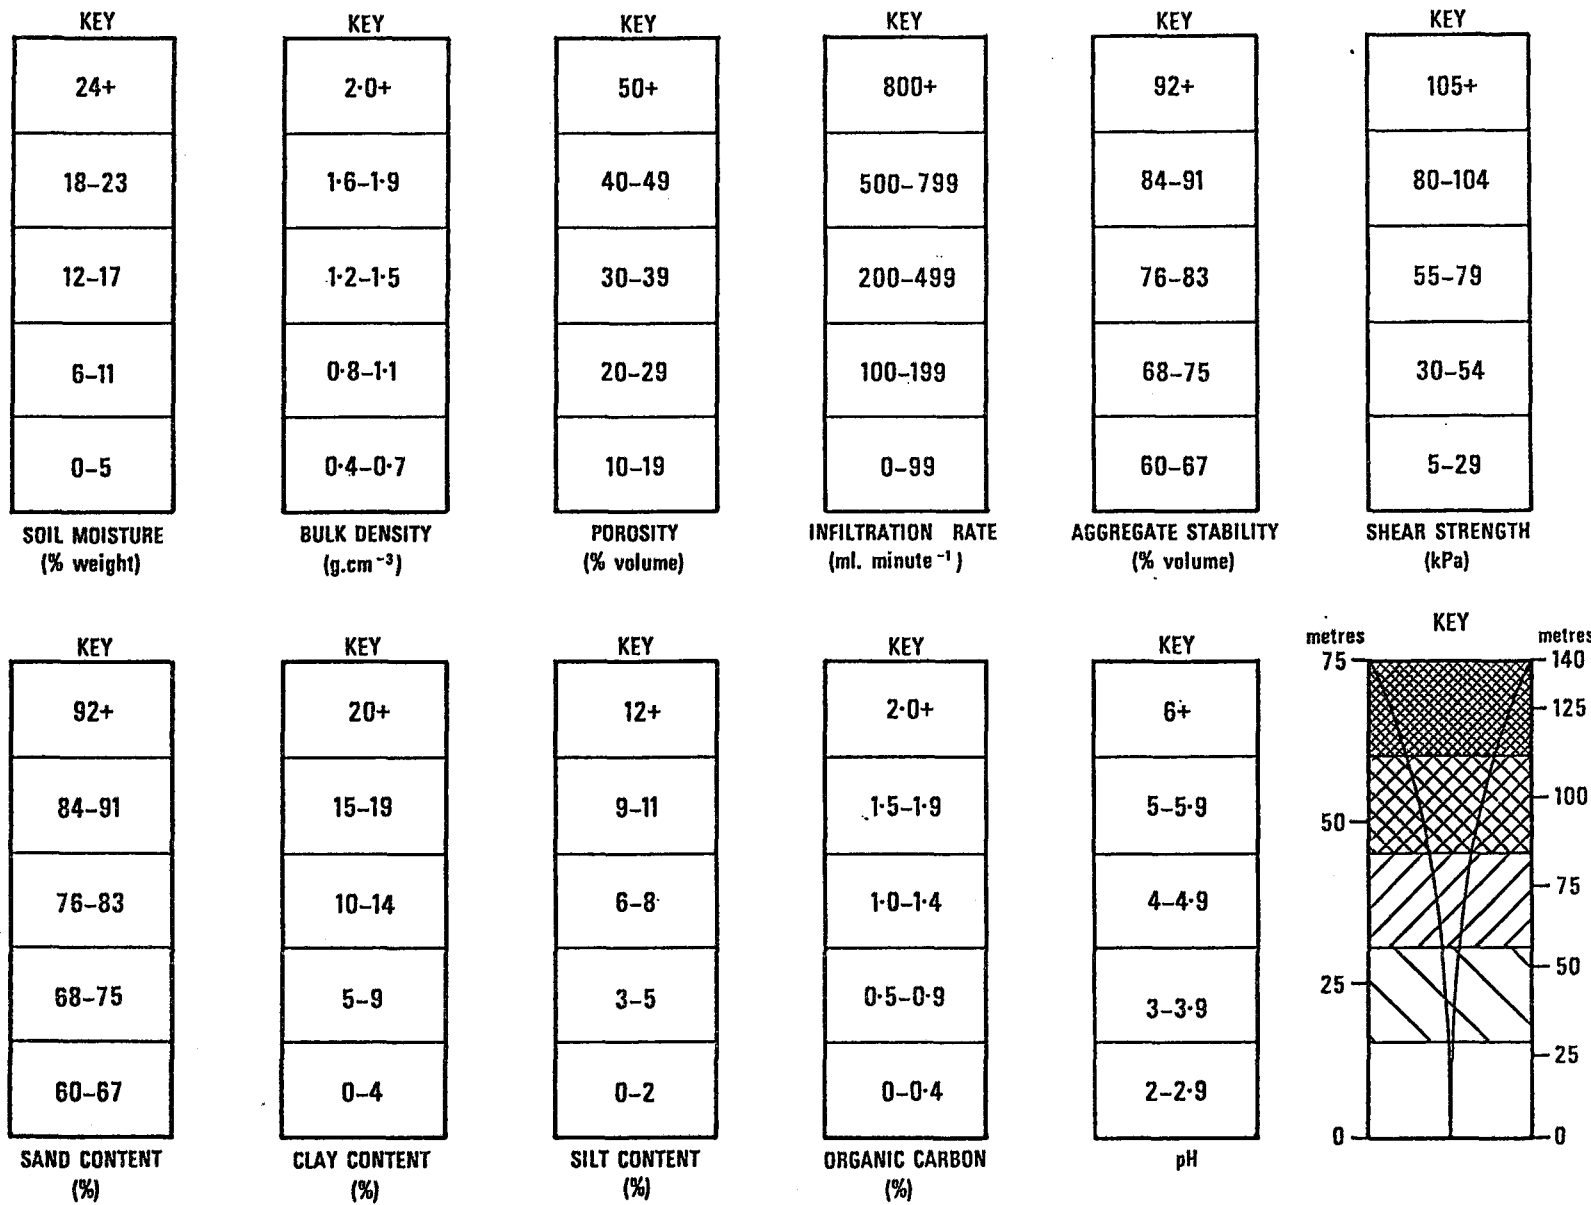 KEY
24+
18–23
12–17
6–11
0–5
SOIL MOISTURE
(% weight)
KEY
2·0+
1·6–1·9
1·2–1·5
0·8–1·1
0·4–0·7
BULK DENSITY
(g.cm⁻³)
KEY
50+
40–49
30–39
20–29
10–19
POROSITY
(% volume)
KEY
800+
500–799
200–499
100–199
0–99
INFILTRATION RATE
(ml. minute⁻¹)
KEY
92+
84–91
76–83
68–75
60–67
AGGREGATE STABILITY
(% volume)
KEY
105+
80–104
55–79
30–54
5–29
SHEAR STRENGTH
(kPa)
KEY
92+
84–91
76–83
68–75
60–67
SAND CONTENT
(%)
KEY
20+
15–19
10–14
5–9
0–4
CLAY CONTENT
(%)
KEY
12+
9–11
6–8
3–5
0–2
SILT CONTENT
(%)
KEY
2·0+
1·5–1·9
1·0–1·4
0·5–0·9
0–0·4
ORGANIC CARBON
(%)
KEY
6+
5–5·9
4–4·9
3–3·9
2–2·9
pH
KEY
metres
75
50
25
0
metres
140
125
100
75
50
25
0